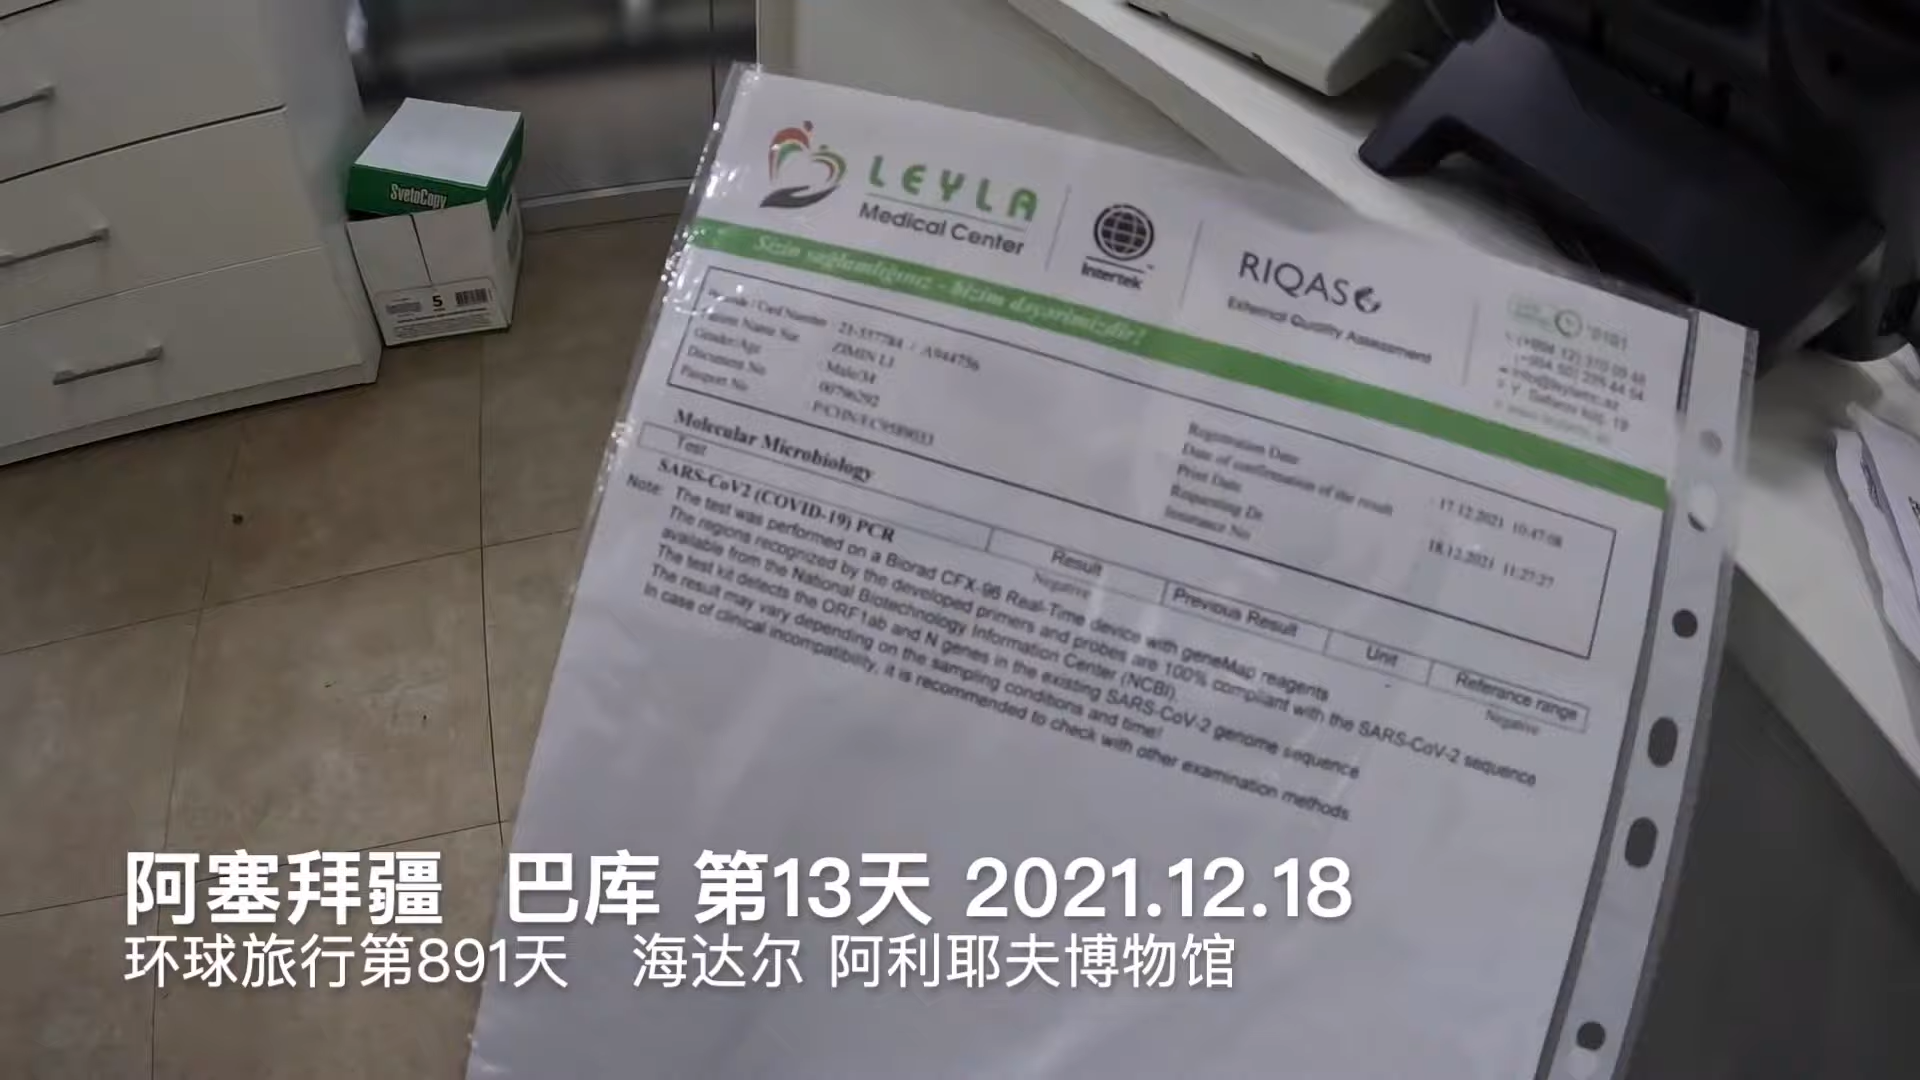 SvetoCopy
5
LEYLA
Medical Center
Intertek
RIQAS
External Quality Assessment
Sizin sağlamlığınız - bizim dəyərimizdir!
Card Number
Patient Name Sur.
ZIMIN LI
Gender/Age
Male/34
Document No
00796292
Passport No
Registration Date
17.12.2021 10:47:08
Date of confirmation of the result
18.12.2021 11:27:27
Print Date
Requesting Dr
Insurance No
Molecular Microbiology
Test Result Previous Result Unit Reference range
SARS-CoV2 (COVID-19) PCR Negative Negative
Note: The test was performed on a Biorad CFX-96 Real-Time device with geneMap reagents
The regions recognized by the developed primers and probes are 100% compliant with the SARS-CoV-2 sequence
available from the National Biotechnology Information Center (NCBI).
The test kit detects the ORF1ab and N genes in the existing SARS-CoV-2 genome sequence
The result may vary depending on the sampling conditions and time!
In case of clinical incompatibility, it is recommended to check with other examination methods
阿塞拜疆 巴库 第13天 2021.12.18
环球旅行第891天 海达尔 阿利耶夫博物馆